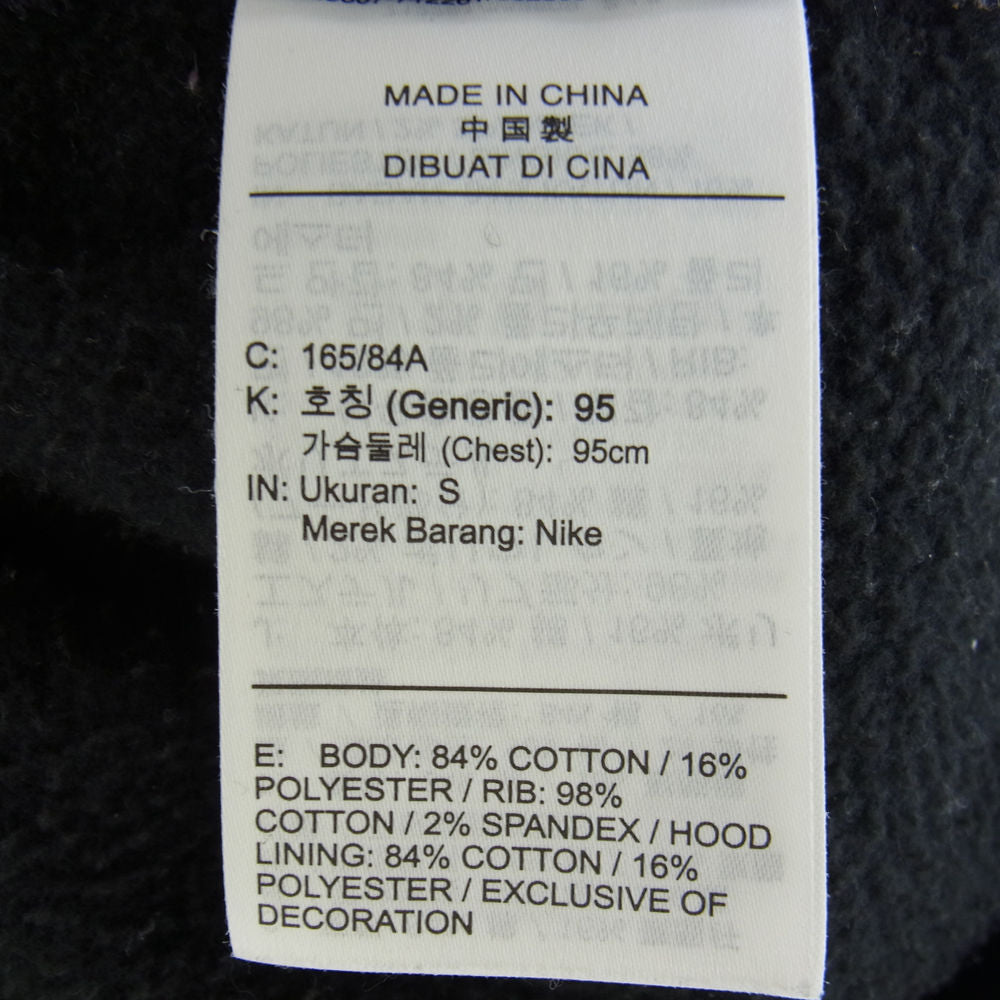 MADE IN CHINA
中国製
DIBUAT DI CINA
C: 165/84A
K: 호칭 (Generic): 95
가슴둘레 (Chest): 95cm
IN: Ukuran: S
Merek Barang: Nike
E: BODY: 84% COTTON / 16%
POLYESTER / RIB: 98%
COTTON / 2% SPANDEX / HOOD
LINING: 84% COTTON / 16%
POLYESTER / EXCLUSIVE OF
DECORATION